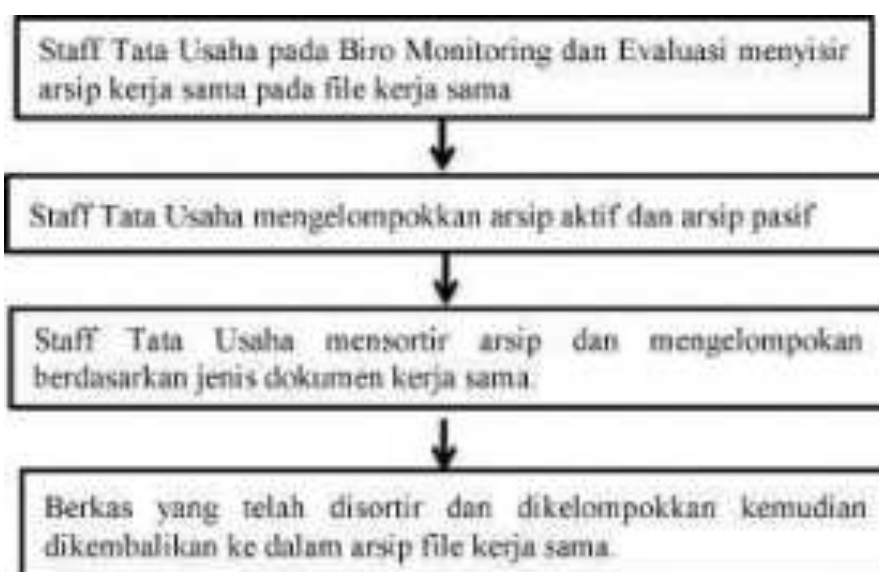 Staff Tata Usaha pada Biro Monitoring dan Evaluasi menyisir
arsip kerja sama pada file kerja sama
Staff Tata Usaha mengelompokkan arsip aktif dan arsip pasif
Staff Tata Usaha mensortir arsip dan mengelompokan
berdasarkan jenis dokumen kerja sama.
Berkas yang telah disortir dan dikelompokkan kemudian
dikembalikan ke dalam arsip file kerja sama.